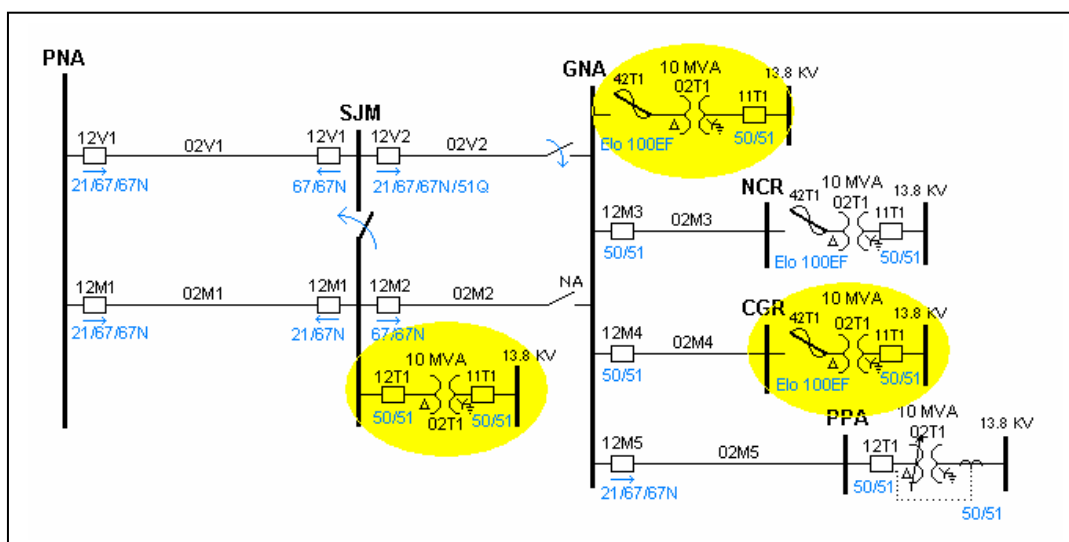 PNA
SJM
GNA
12V1
02V1
12V1
12V2
02V2
21/67/67N
67/67N
21/67/67N/51Q
12M1
02M1
12M1
12M2
02M2
NA
21/67/67N
21/67N
67/67N
10 MVA
13.8 KV
12T1
11T1
50/51
Δ
02T1
50/51
42T1
10 MVA
02T1
13.8 KV
11T1
Δ
Y
Elo 100EF
50/51
12M3
02M3
50/51
NCR
42T1
10 MVA
02T1
13.8 KV
11T1
Δ
Y
Elo 100EF
50/51
12M4
02M4
50/51
CGR
42T1
10 MVA
02T1
13.8 KV
11T1
Δ
Y
Elo 100EF
50/51
12M5
02M5
21/67/67N
PPA
12T1
50/51
10 MVA
02T1
13.8 KV
Δ
Y
50/51